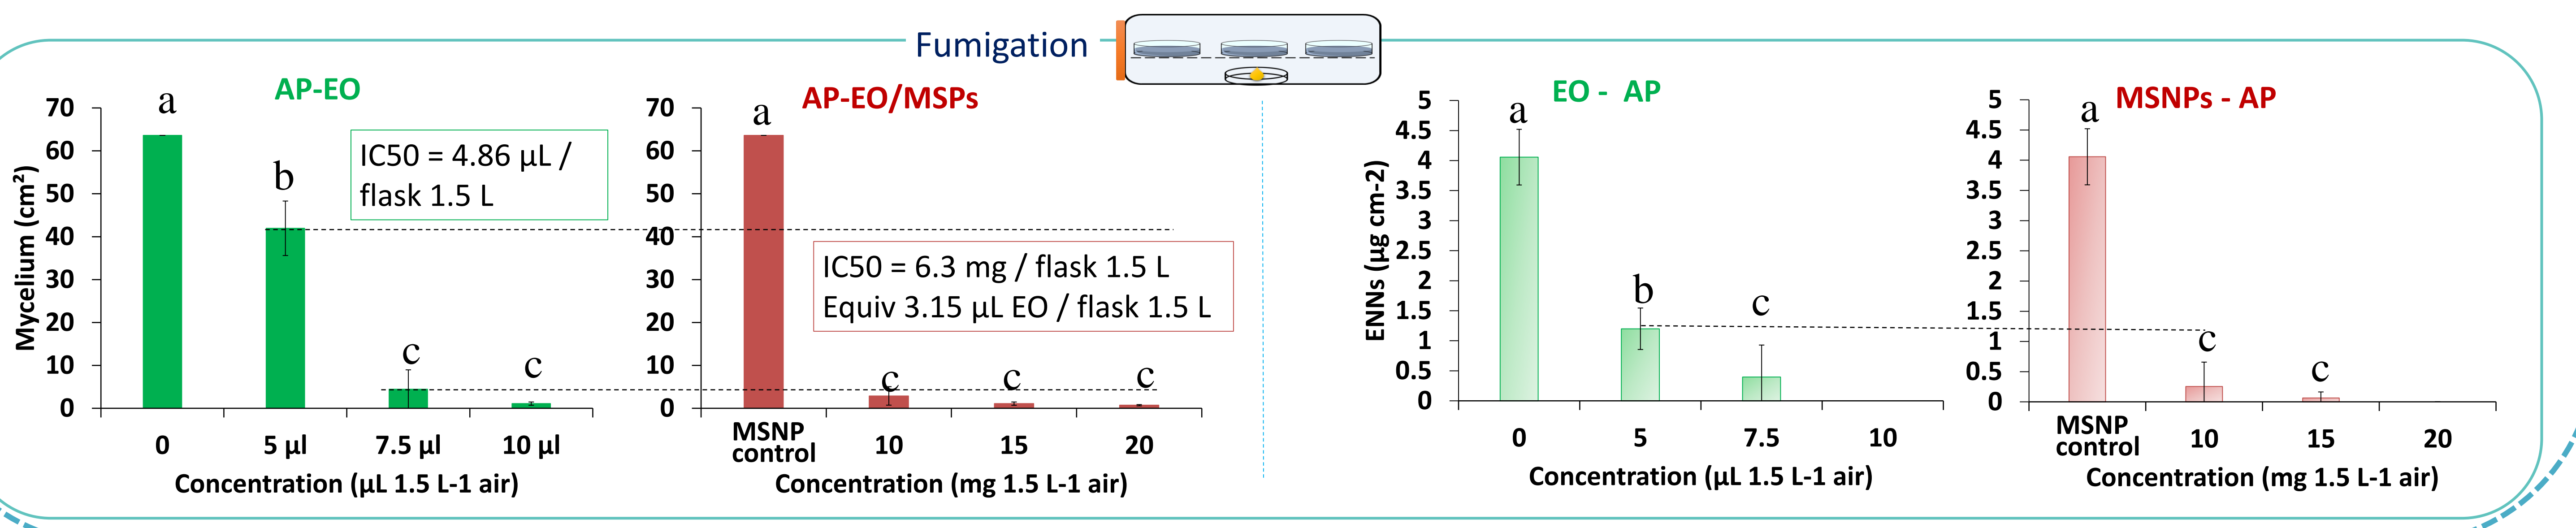 Fumigation
AP-EO
70
60
50
40
30
20
10
0
Mycelium (cm²)
a
b
c
c
IC50 = 4.86 µL /
flask 1.5 L
0
5 µl
7.5 µl
10 µl
Concentration (µL 1.5 L-1 air)
AP-EO/MSPs
70
60
50
40
30
20
10
0
a
c
c
c
IC50 = 6.3 mg / flask 1.5 L
Equiv 3.15 µL EO / flask 1.5 L
MSNP
control
10
15
20
Concentration (mg 1.5 L-1 air)
EO - AP
5
4.5
4
3.5
3
2.5
2
1.5
1
0.5
0
ENNs (µg cm-2)
a
b
c
0
5
7.5
10
Concentration (µL 1.5 L-1 air)
MSNPs - AP
5
4.5
4
3.5
3
2.5
2
1.5
1
0.5
0
a
c
c
MSNP
control
10
15
20
Concentration (mg 1.5 L-1 air)